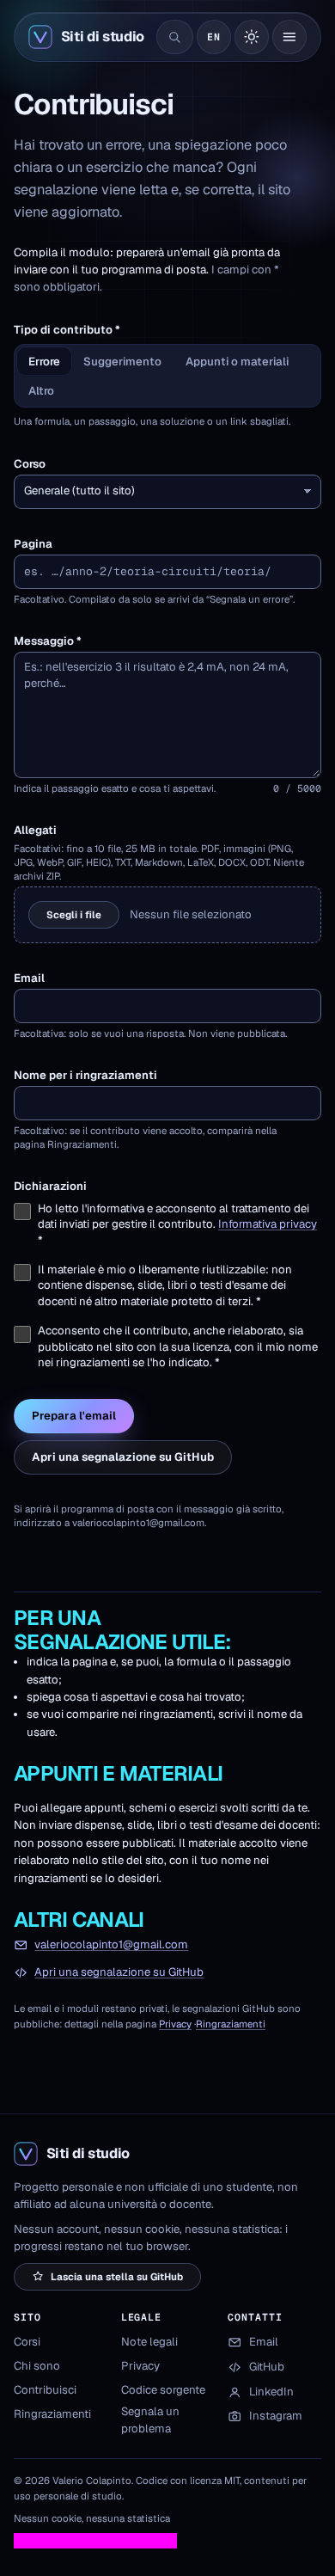 Siti di studio
EN
Contribuisci
Hai trovato un errore, una spiegazione poco
chiara o un esercizio che manca? Ogni
segnalazione viene letta e, se corretta, il sito
viene aggiornato.
Compila il modulo: preparerà un'email già pronta da
inviare con il tuo programma di posta. I campi con *
sono obbligatori.
Tipo di contributo *
Errore
Suggerimento
Appunti o materiali
Altro
Una formula, un passaggio, una soluzione o un link sbagliati.
Corso
Generale (tutto il sito)
Pagina
es. …/anno-2/teoria-circuiti/teoria/
Facoltativo. Compilato da solo se arrivi da “Segnala un errore”.
Messaggio *
Es.: nell'esercizio 3 il risultato è 2,4 mA, non 24 mA,
perché…
Indica il passaggio esatto e cosa ti aspettavi.
0 / 5000
Allegati
Facoltativi: fino a 10 file, 25 MB in totale. PDF, immagini (PNG,
JPG, WebP, GIF, HEIC), TXT, Markdown, LaTeX, DOCX, ODT. Niente
archivi ZIP.
Scegli i file
Nessun file selezionato
Email
Facoltativa: solo se vuoi una risposta. Non viene pubblicata.
Nome per i ringraziamenti
Facoltativo: se il contributo viene accolto, comparirà nella
pagina Ringraziamenti.
Dichiarazioni
Ho letto l'informativa e acconsento al trattamento dei
dati inviati per gestire il contributo. Informativa privacy
*
Il materiale è mio o liberamente riutilizzabile: non
contiene dispense, slide, libri o testi d'esame dei
docenti né altro materiale protetto di terzi. *
Acconsento che il contributo, anche rielaborato, sia
pubblicato nel sito con la sua licenza, con il mio nome
nei ringraziamenti se l'ho indicato. *
Prepara l'email
Apri una segnalazione su GitHub
Si aprirà il programma di posta con il messaggio già scritto,
indirizzato a valeriocolapinto1@gmail.com.
PER UNA
SEGNALAZIONE UTILE:
• indica la pagina e, se puoi, la formula o il passaggio
esatto;
• spiega cosa ti aspettavi e cosa hai trovato;
• se vuoi comparire nei ringraziamenti, scrivi il nome da
usare.
APPUNTI E MATERIALI
Puoi allegare appunti, schemi o esercizi svolti scritti da te.
Non inviare dispense, slide, libri o testi d'esame dei docenti:
non possono essere pubblicati. Il materiale accolto viene
rielaborato nello stile del sito, con il tuo nome nei
ringraziamenti se lo desideri.
ALTRI CANALI
valeriocolapinto1@gmail.com
Apri una segnalazione su GitHub
Le email e i moduli restano privati, le segnalazioni GitHub sono
pubbliche: dettagli nella pagina Privacy ·Ringraziamenti
Siti di studio
Progetto personale e non ufficiale di uno studente, non
affiliato ad alcuna università o docente.
Nessun account, nessun cookie, nessuna statistica: i
progressi restano nel tuo browser.
Lascia una stella su GitHub
SITO
Corsi
Chi sono
Contribuisci
Ringraziamenti
LEGALE
Note legali
Privacy
Codice sorgente
Segnala un
problema
CONTATTI
Email
GitHub
LinkedIn
Instagram
© 2026 Valerio Colapinto. Codice con licenza MIT, contenuti per
uso personale di studio.
Nessun cookie, nessuna statistica